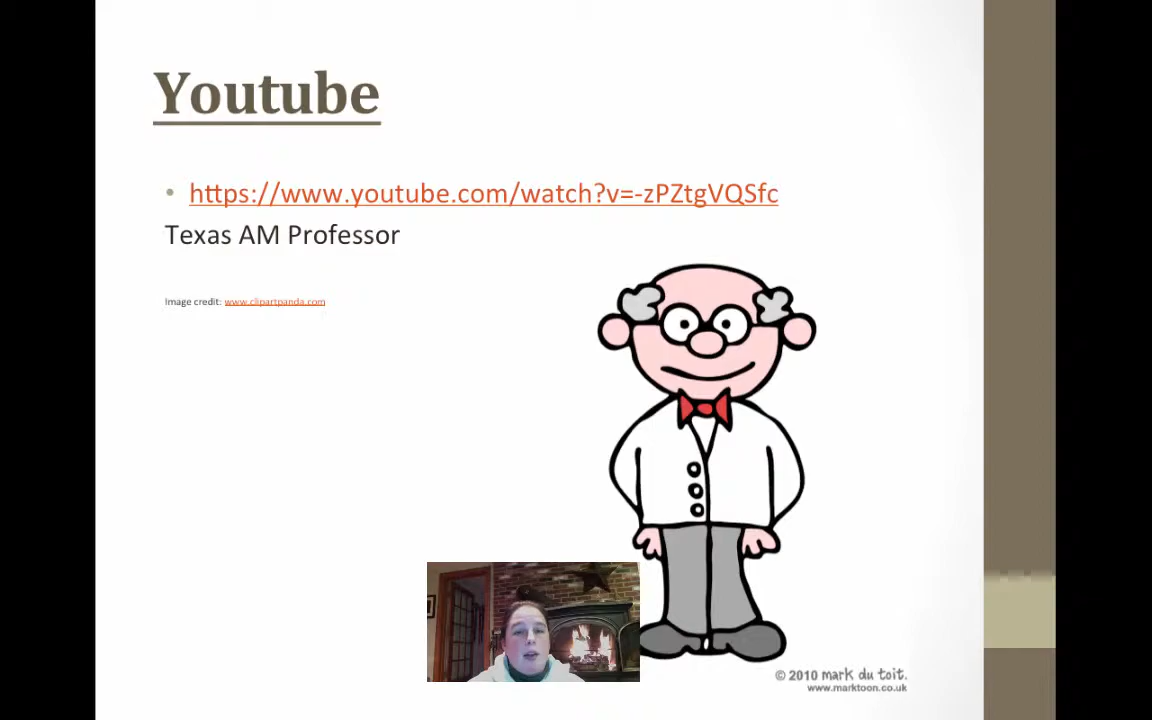 Youtube
• https://www.youtube.com/watch?v=-zPZtgVQSfc
Texas AM Professor
Image credit: www.clipartpanda.com
© 2010 mark du toit.
www.marktoon.co.uk